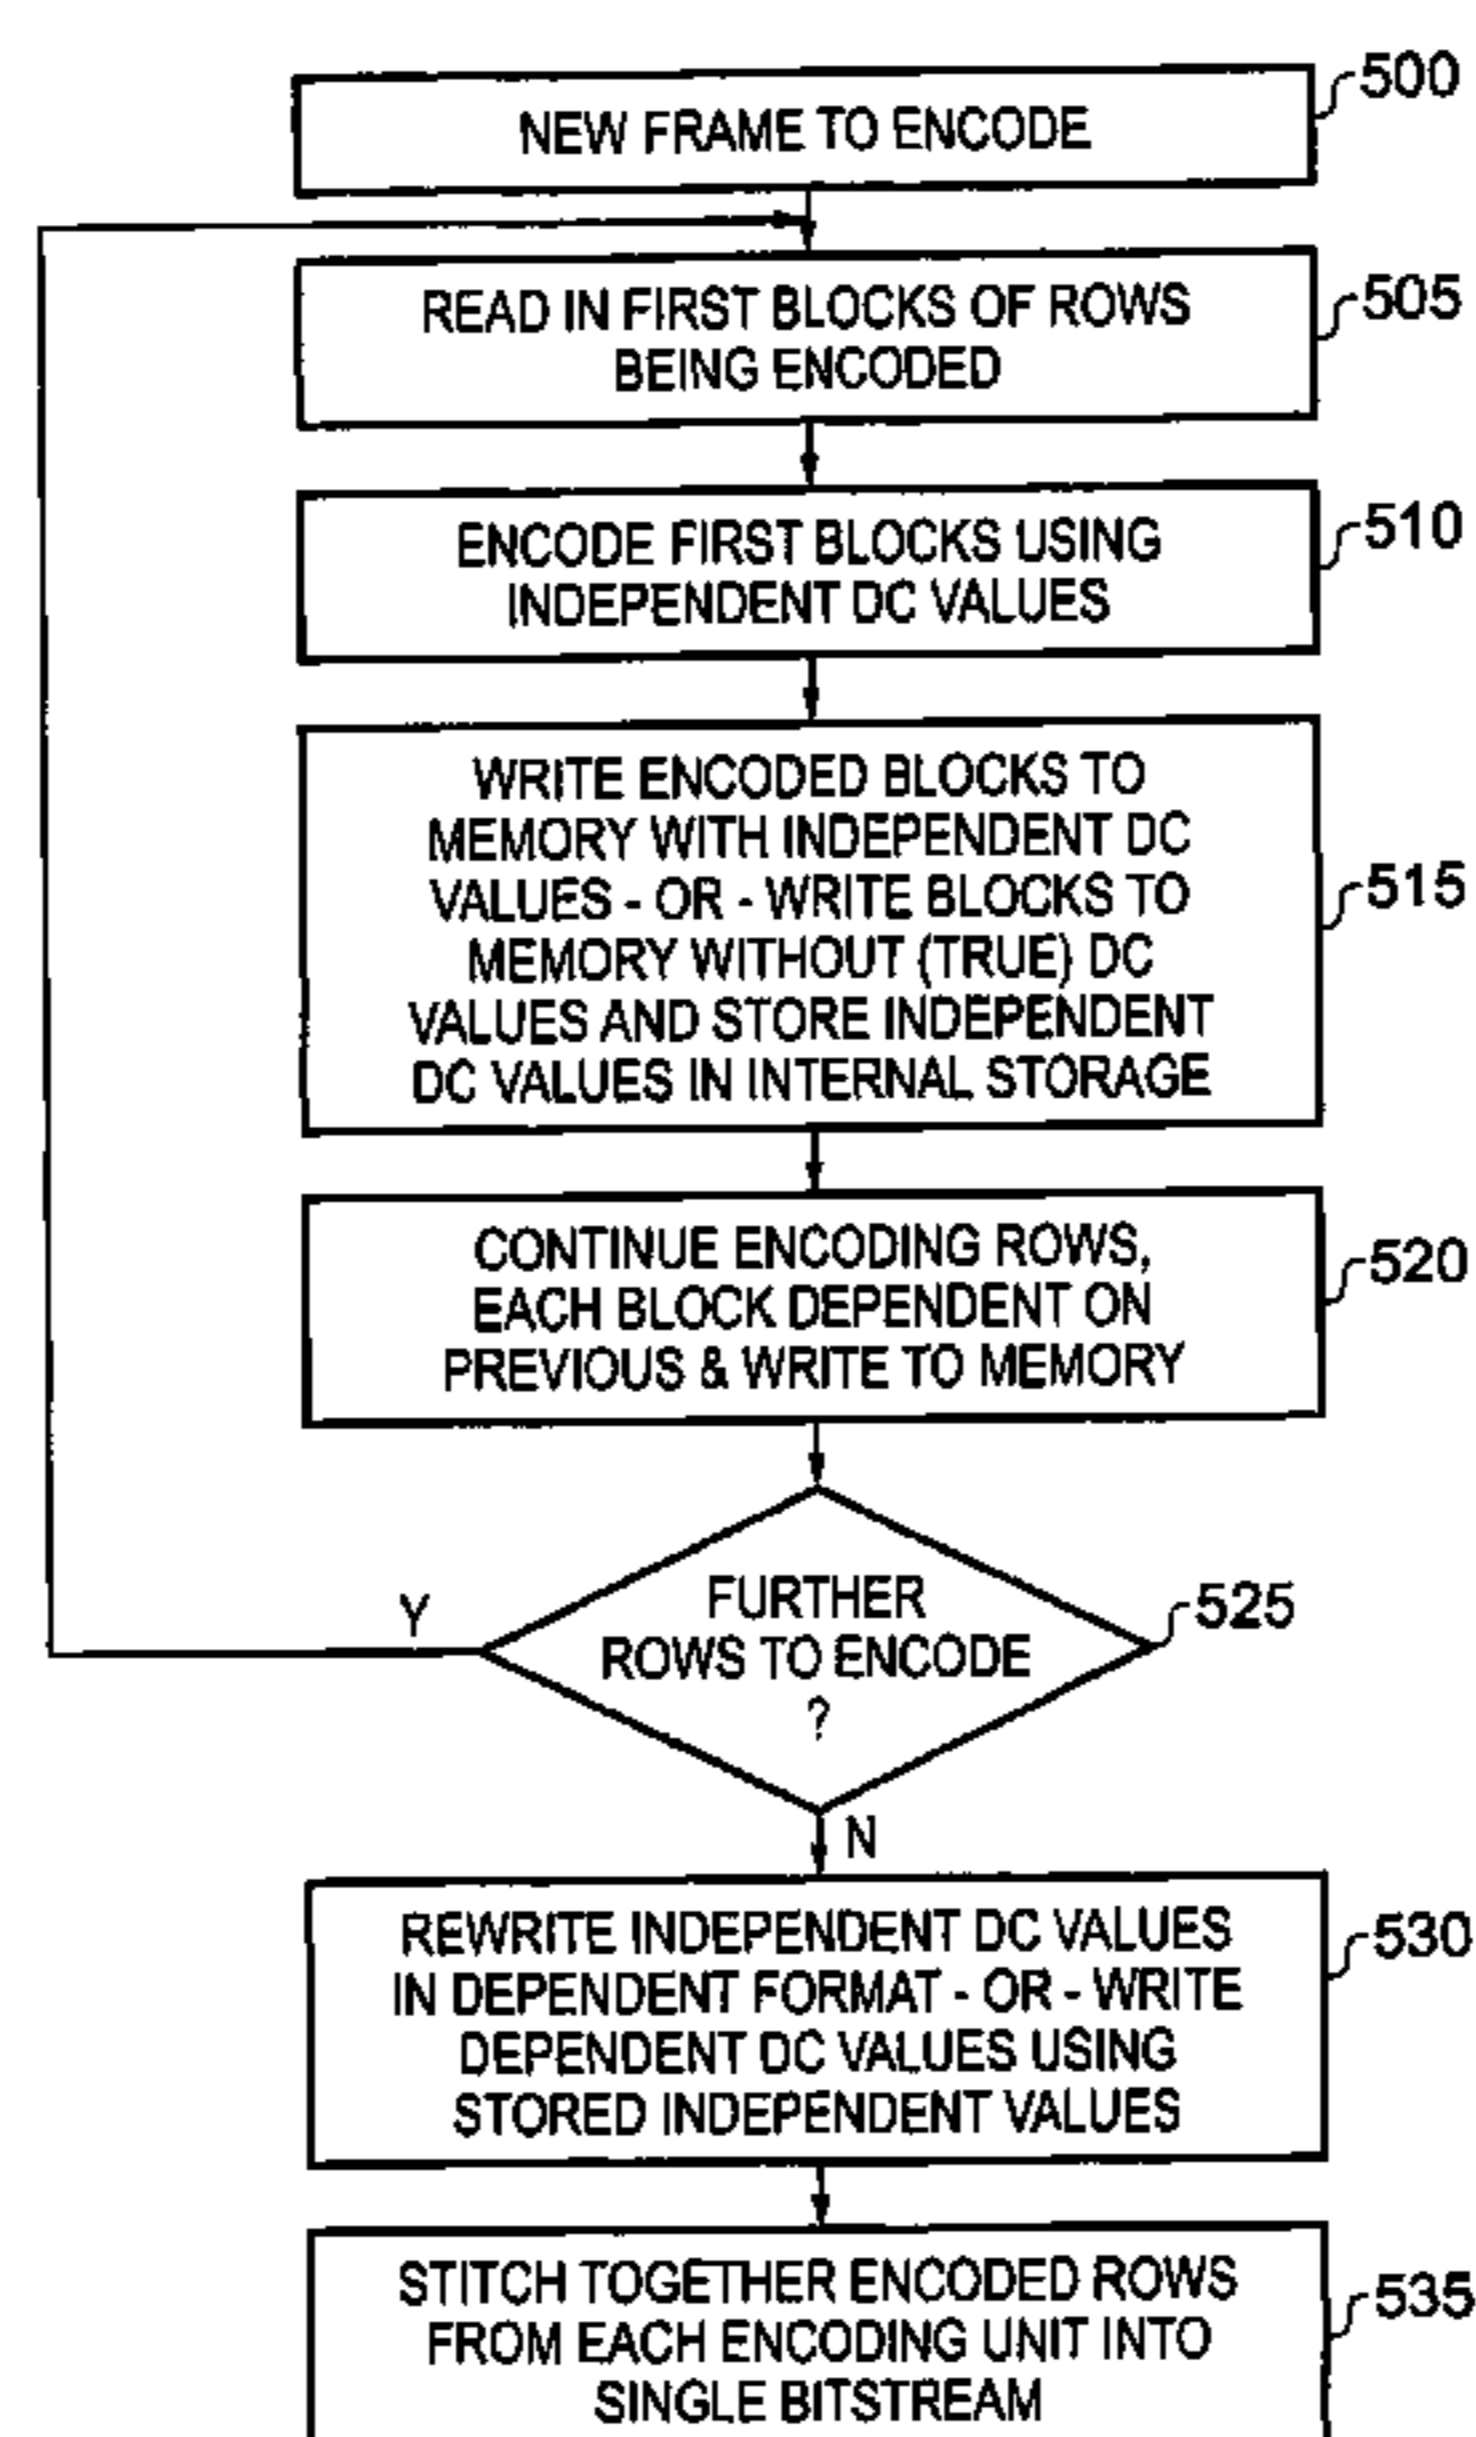 NEW FRAME TO ENCODE
500
READ IN FIRST BLOCKS OF ROWS
BEING ENCODED
505
ENCODE FIRST BLOCKS USING
INDEPENDENT DC VALUES
510
WRITE ENCODED BLOCKS TO
MEMORY WITH INDEPENDENT DC
VALUES - OR - WRITE BLOCKS TO
MEMORY WITHOUT (TRUE) DC
VALUES AND STORE INDEPENDENT
DC VALUES IN INTERNAL STORAGE
515
CONTINUE ENCODING ROWS,
EACH BLOCK DEPENDENT ON
PREVIOUS & WRITE TO MEMORY
520
FURTHER
ROWS TO ENCODE
?
525
Y
N
REWRITE INDEPENDENT DC VALUES
IN DEPENDENT FORMAT - OR - WRITE
DEPENDENT DC VALUES USING
STORED INDEPENDENT VALUES
530
STITCH TOGETHER ENCODED ROWS
FROM EACH ENCODING UNIT INTO
SINGLE BITSTREAM
535